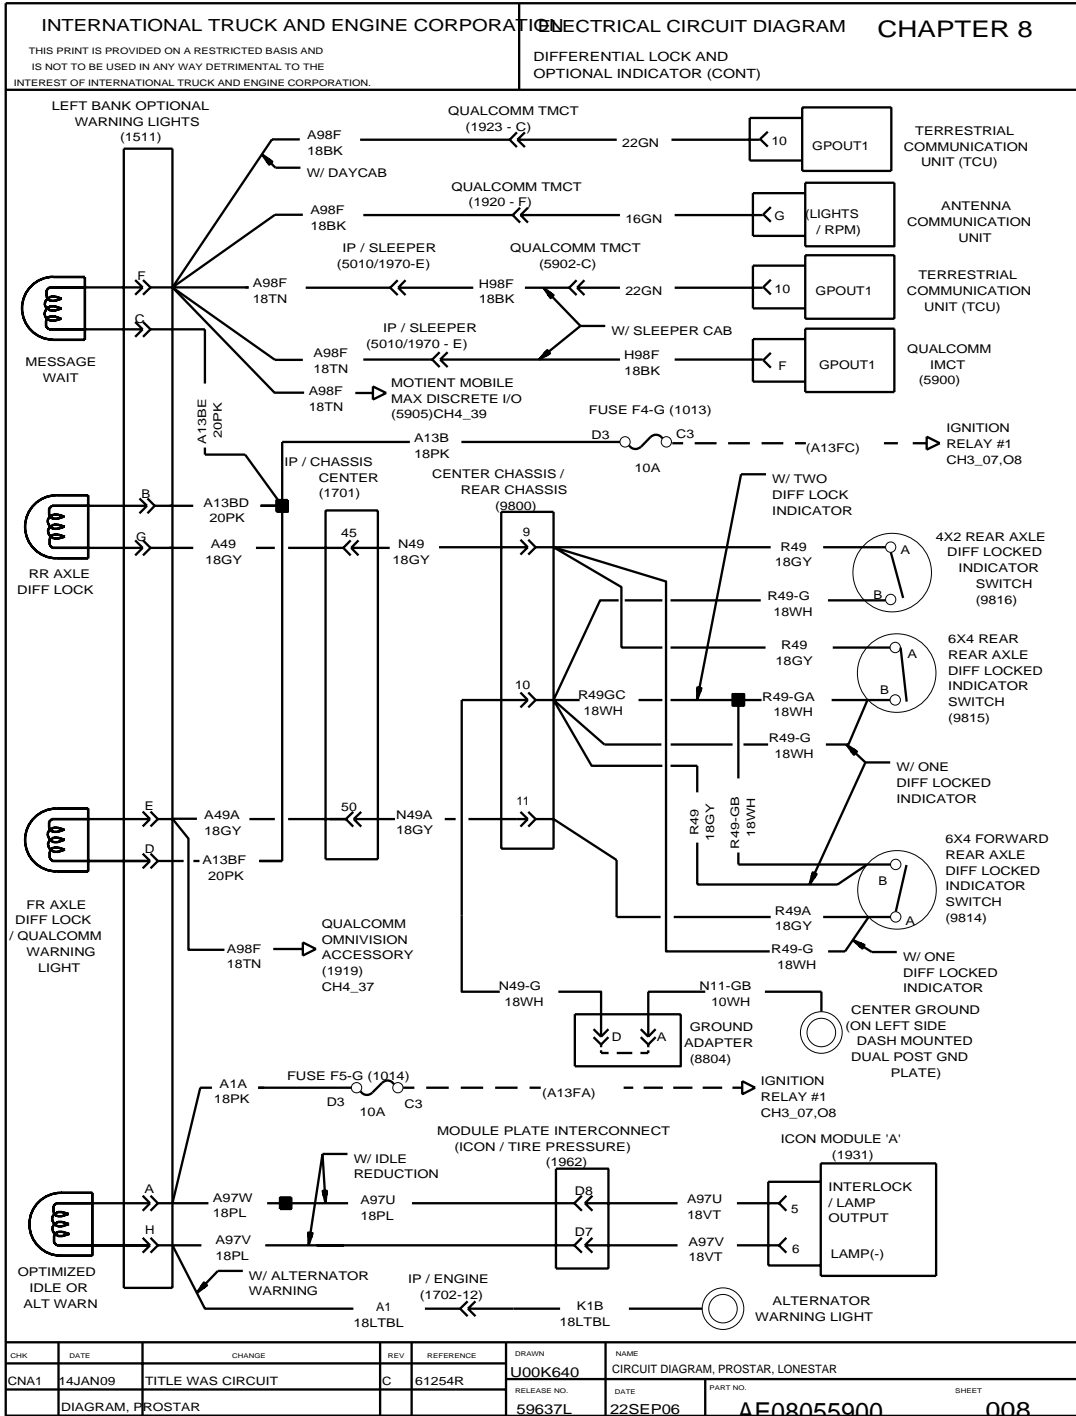 INTERNATIONAL TRUCK AND ENGINE CORPORATION
THIS PRINT IS PROVIDED ON A RESTRICTED BASIS AND
IS NOT TO BE USED IN ANY WAY DETRIMENTAL TO THE
INTEREST OF INTERNATIONAL TRUCK AND ENGINE CORPORATION.
ELECTRICAL CIRCUIT DIAGRAM
CHAPTER 8
DIFFERENTIAL LOCK AND
OPTIONAL INDICATOR (CONT)
LEFT BANK OPTIONAL
WARNING LIGHTS
(1511)
A98F
18BK
W/ DAYCAB
QUALCOMM TMCT
(1923 - C)
22GN
10
GPOUT1
TERRESTRIAL
COMMUNICATION
UNIT (TCU)
A98F
18BK
QUALCOMM TMCT
(1920 - F)
16GN
G
(LIGHTS
/ RPM)
ANTENNA
COMMUNICATION
UNIT
F
A98F
18TN
IP / SLEEPER
(5010/1970-E)
H98F
18BK
QUALCOMM TMCT
(5902-C)
22GN
10
GPOUT1
TERRESTRIAL
COMMUNICATION
UNIT (TCU)
C
MESSAGE
WAIT
W/ SLEEPER CAB
IP / SLEEPER
(5010/1970 - E)
A98F
18TN
H98F
18BK
F
GPOUT1
QUALCOMM
IMCT
(5900)
A98F
18TN
MOTIENT MOBILE
MAX DISCRETE I/O
(5905)CH4_39
A13BE
20PK
A13B
18PK
FUSE F4-G (1013)
D3
C3
10A
(A13FC)
IGNITION
RELAY #1
CH3_07,O8
IP / CHASSIS
CENTER
(1701)
CENTER CHASSIS /
REAR CHASSIS
(9800)
W/ TWO
DIFF LOCK
INDICATOR
B
A13BD
20PK
G
A49
18GY
45
N49
18GY
9
RR AXLE
DIFF LOCK
R49
18GY
A
B
R49-G
18WH
4X2 REAR AXLE
DIFF LOCKED
INDICATOR
SWITCH
(9816)
R49
18GY
A
B
6X4 REAR
REAR AXLE
DIFF LOCKED
INDICATOR
SWITCH
(9815)
10
R49GC
18WH
R49-GA
18WH
R49-G
18WH
W/ ONE
DIFF LOCKED
INDICATOR
R49
18GY
R49-GB
18WH
E
A49A
18GY
50
N49A
18GY
11
D
A13BF
20PK
FR AXLE
DIFF LOCK
/ QUALCOMM
WARNING
LIGHT
B
A
6X4 FORWARD
REAR AXLE
DIFF LOCKED
INDICATOR
SWITCH
(9814)
R49A
18GY
R49-G
18WH
W/ ONE
DIFF LOCKED
INDICATOR
A98F
18TN
QUALCOMM
OMNIVISION
ACCESSORY
(1919)
CH4_37
N49-G
18WH
N11-GB
10WH
D
A
GROUND
ADAPTER
(8804)
CENTER GROUND
(ON LEFT SIDE
DASH MOUNTED
DUAL POST GND
PLATE)
A1A
18PK
FUSE F5-G (1014)
D3
10A
C3
(A13FA)
IGNITION
RELAY #1
CH3_07,O8
MODULE PLATE INTERCONNECT
(ICON / TIRE PRESSURE)
(1962)
ICON MODULE 'A'
(1931)
W/ IDLE
REDUCTION
A
A97W
18PL
A97U
18PL
D8
A97U
18VT
5
INTERLOCK
/ LAMP
OUTPUT
H
A97V
18PL
D7
A97V
18VT
6
LAMP(-)
OPTIMIZED
IDLE OR
ALT WARN
W/ ALTERNATOR
WARNING
IP / ENGINE
(1702-12)
A1
18LTBL
K1B
18LTBL
ALTERNATOR
WARNING LIGHT
CHK DATE CHANGE REV REFERENCE DRAWN NAME
CNA1 14JAN09 TITLE WAS CIRCUIT C 61254R U00K640 CIRCUIT DIAGRAM, PROSTAR, LONESTAR
RELEASE NO. DATE PART NO. SHEET
DIAGRAM, PROSTAR 59637L 22SEP06 AE08055900 008